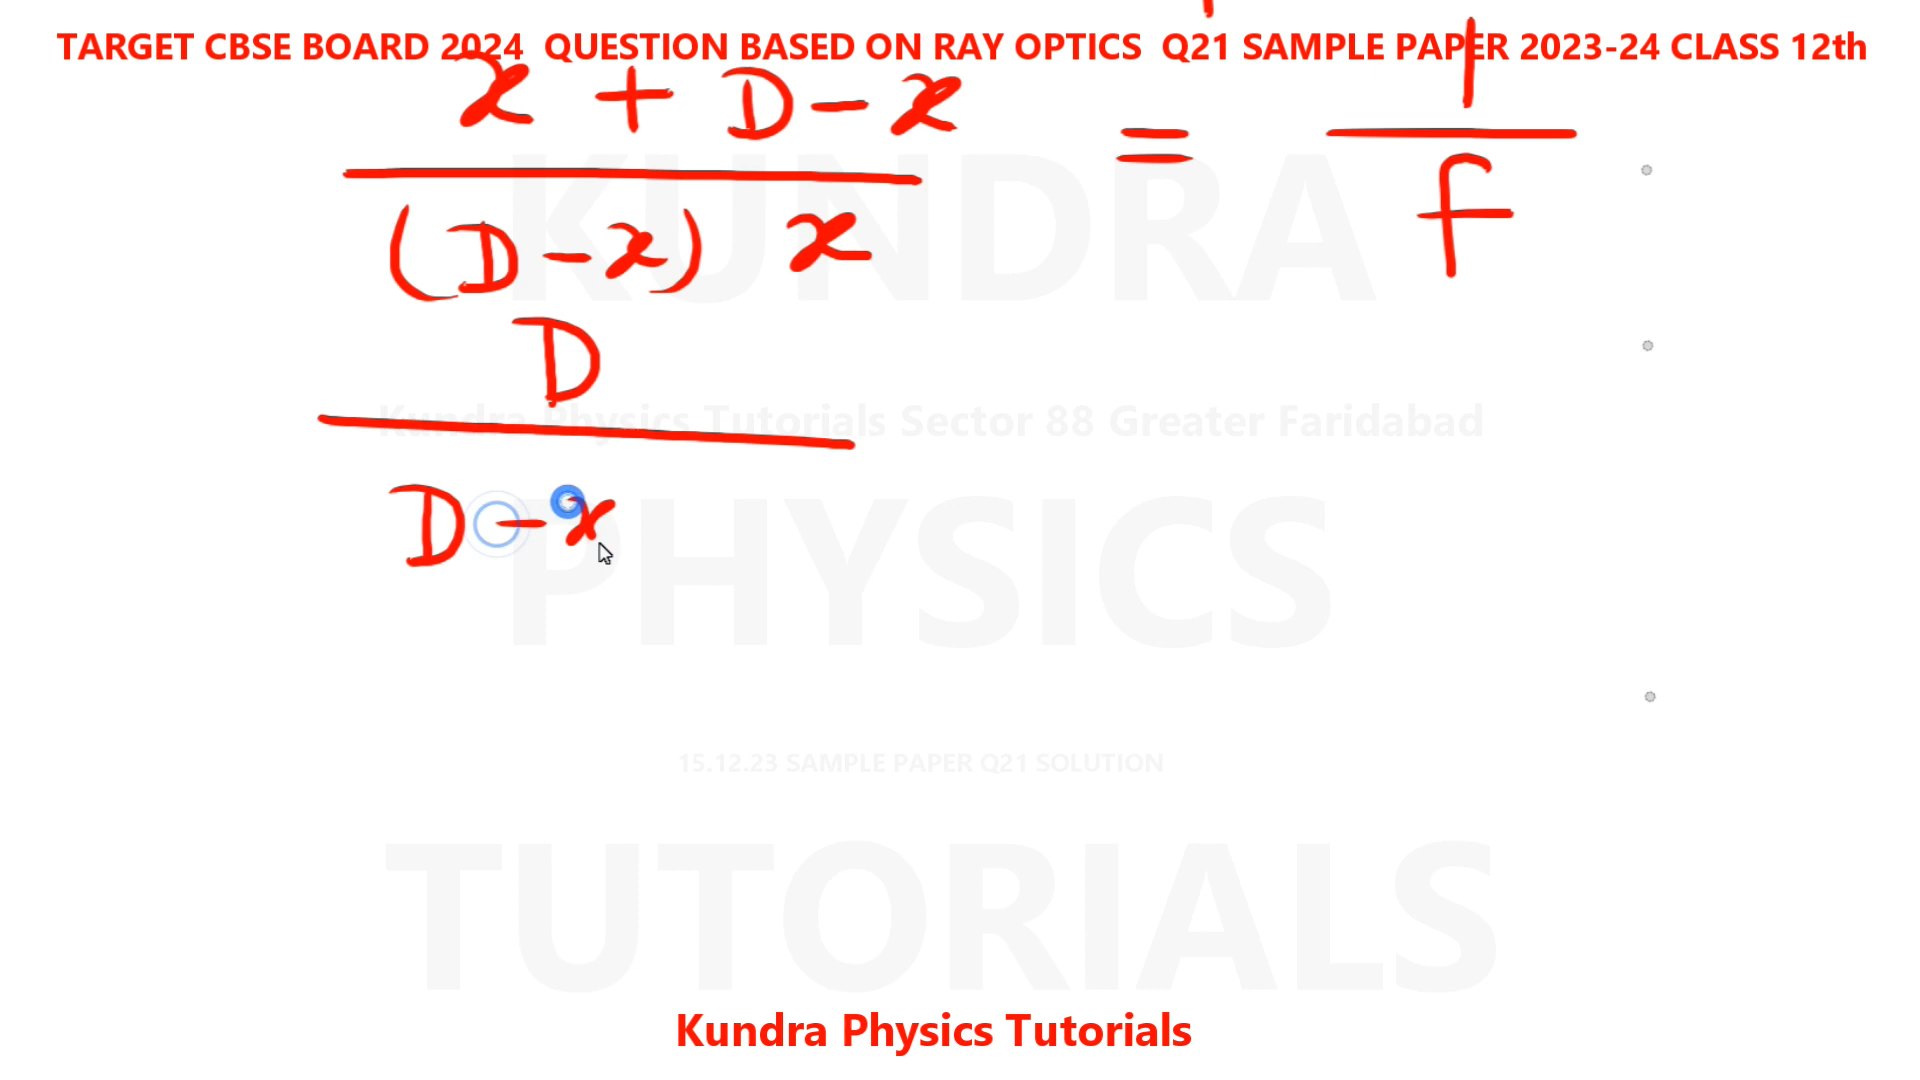 TARGET CBSE BOARD 2024 QUESTION BASED ON RAY OPTICS Q21 SAMPLE PAPER 2023-24 CLASS 12th
x + D - x = 1
(D - x) x f
D
D - x
KUNDRA
Kundra Physics Tutorials Sector 88 Greater Faridabad
PHYSICS
15.12.23 SAMPLE PAPER Q21 SOLUTION
TUTORIALS
Kundra Physics Tutorials